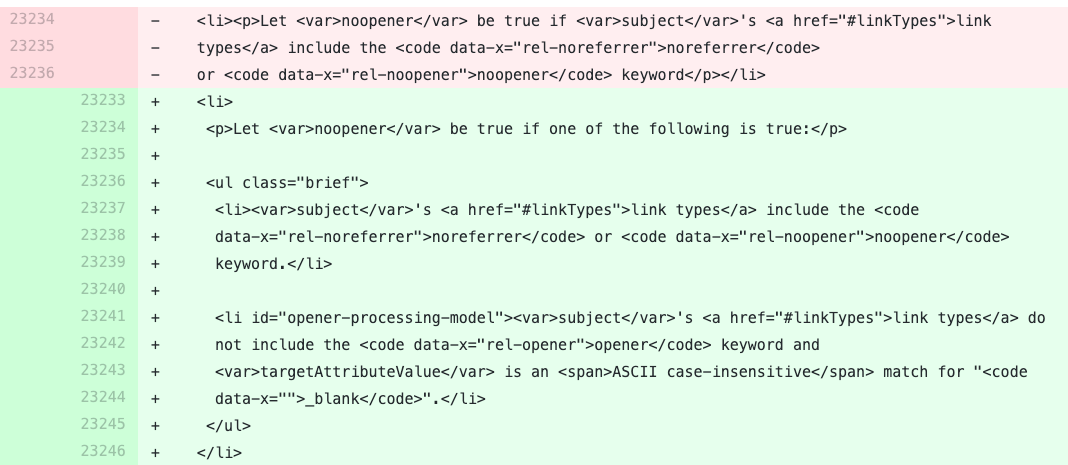 23234 - <li><p>Let <var>noopener</var> be true if <var>subject</var>'s <a href="#linkTypes">link
23235 - types</a> include the <code data-x="rel-noreferrer">noreferrer</code>
23236 - or <code data-x="rel-noopener">noopener</code> keyword</p></li>
23233 + <li>
23234 + <p>Let <var>noopener</var> be true if one of the following is true:</p>
23235 +
23236 + <ul class="brief">
23237 + <li><var>subject</var>'s <a href="#linkTypes">link types</a> include the <code
23238 + data-x="rel-noreferrer">noreferrer</code> or <code data-x="rel-noopener">noopener</code>
23239 + keyword.</li>
23240 +
23241 + <li id="opener-processing-model"><var>subject</var>'s <a href="#linkTypes">link types</a> do
23242 + not include the <code data-x="rel-opener">opener</code> keyword and
23243 + <var>targetAttributeValue</var> is an <span>ASCII case-insensitive</span> match for "<code
23244 + data-x="">_blank</code>".</li>
23245 + </ul>
23246 + </li>